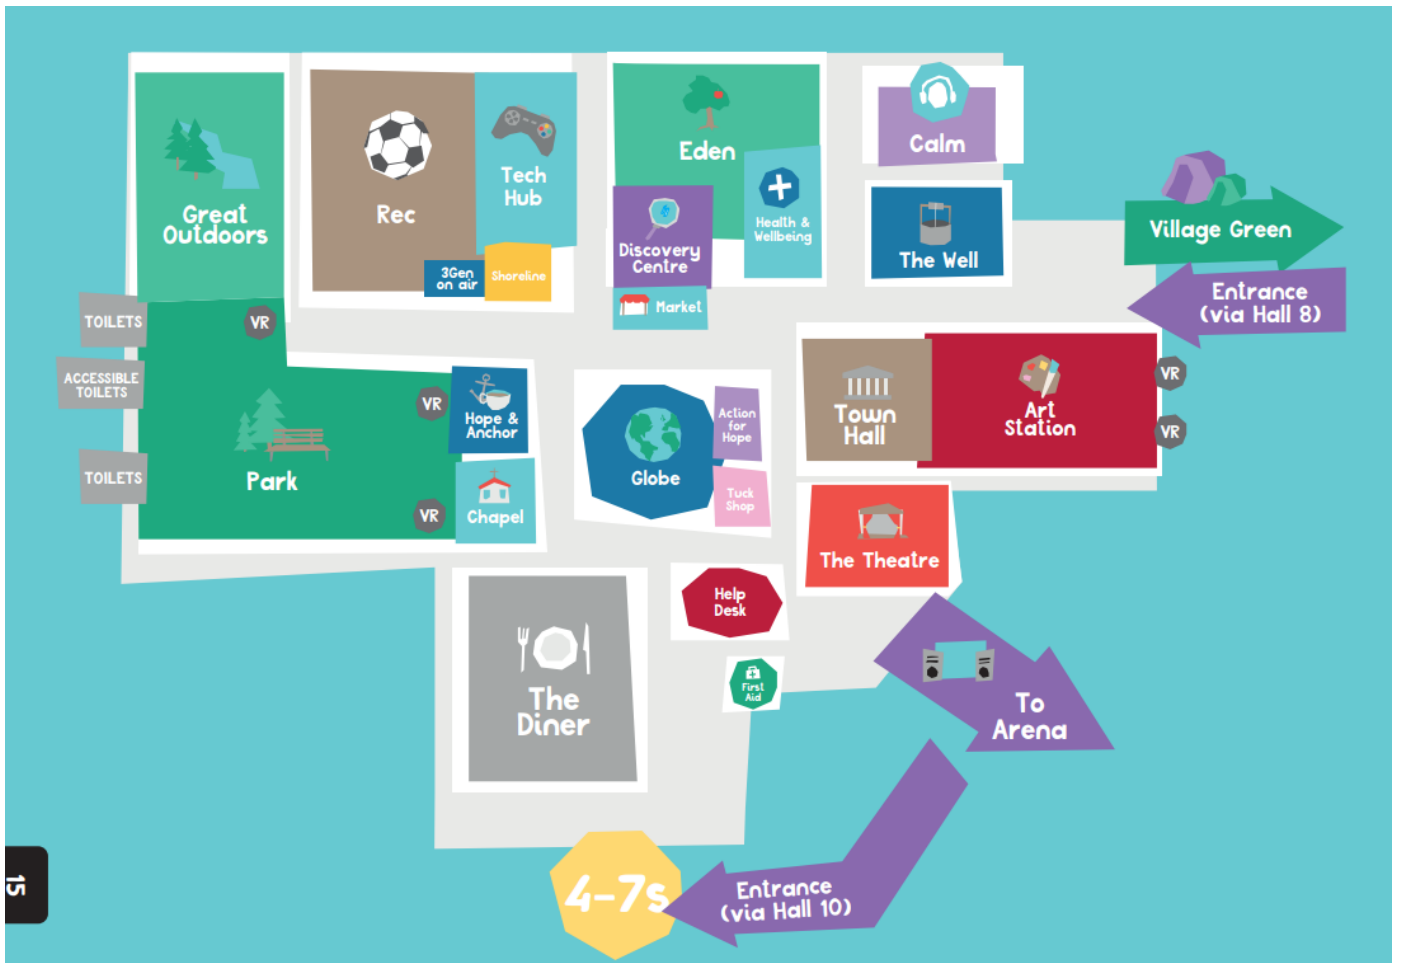 Great
Outdoors
Rec
Tech
Hub
3Gen
on air
Shoreline
Eden
Discovery
Centre
Health &
Wellbeing
Market
Calm
The Well
Village Green
Entrance
(via Hall 8)
TOILETS
ACCESSIBLE
TOILETS
TOILETS
VR
VR
VR
Park
Hope &
Anchor
Chapel
Globe
Action
for
Hope
Tuck
Shop
Town
Hall
Art
Station
VR
VR
The Theatre
Help
Desk
First
Aid
The
Diner
To
Arena
4-7s
Entrance
(via Hall 10)
15